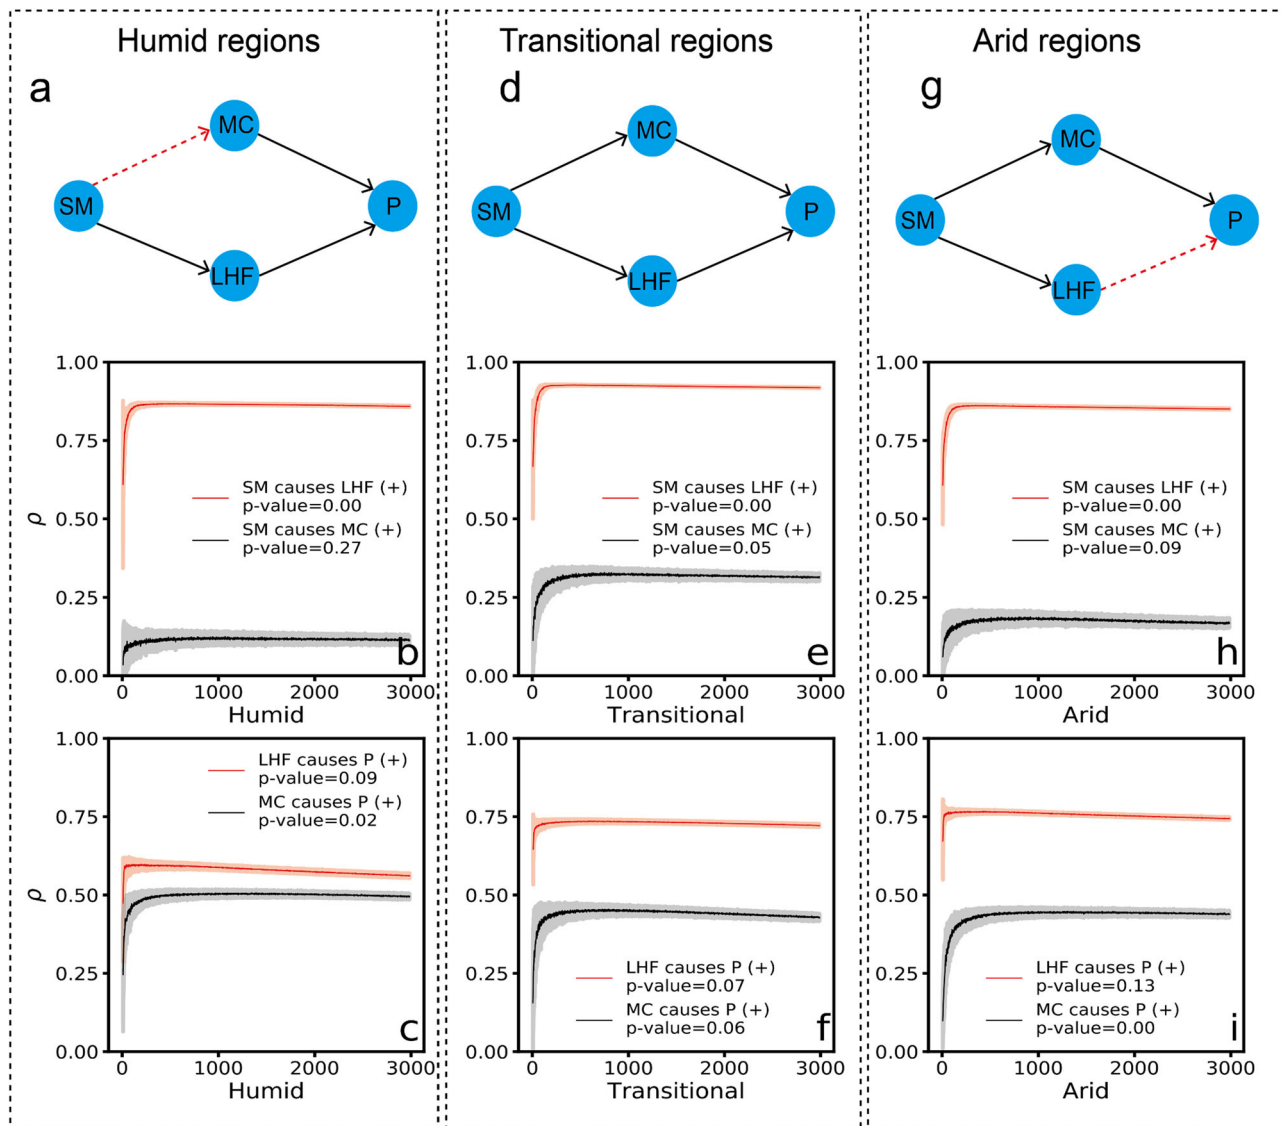 Humid regions
a
MC
SM
P
LHF
1.00
0.75
0.50
0.25
0.00
ρ
SM causes LHF (+)
p-value=0.00
SM causes MC (+)
p-value=0.27
b
0 1000 2000 3000
Humid
1.00
0.75
0.50
0.25
0.00
ρ
LHF causes P (+)
p-value=0.09
MC causes P (+)
p-value=0.02
c
0 1000 2000 3000
Humid
Transitional regions
d
MC
SM
P
LHF
1.00
0.75
0.50
0.25
0.00
SM causes LHF (+)
p-value=0.00
SM causes MC (+)
p-value=0.05
e
0 1000 2000 3000
Transitional
1.00
0.75
0.50
0.25
0.00
LHF causes P (+)
p-value=0.07
MC causes P (+)
p-value=0.06
f
0 1000 2000 3000
Transitional
Arid regions
g
MC
SM
P
LHF
1.00
0.75
0.50
0.25
0.00
SM causes LHF (+)
p-value=0.00
SM causes MC (+)
p-value=0.09
h
0 1000 2000 3000
Arid
1.00
0.75
0.50
0.25
0.00
LHF causes P (+)
p-value=0.13
MC causes P (+)
p-value=0.00
i
0 1000 2000 3000
Arid